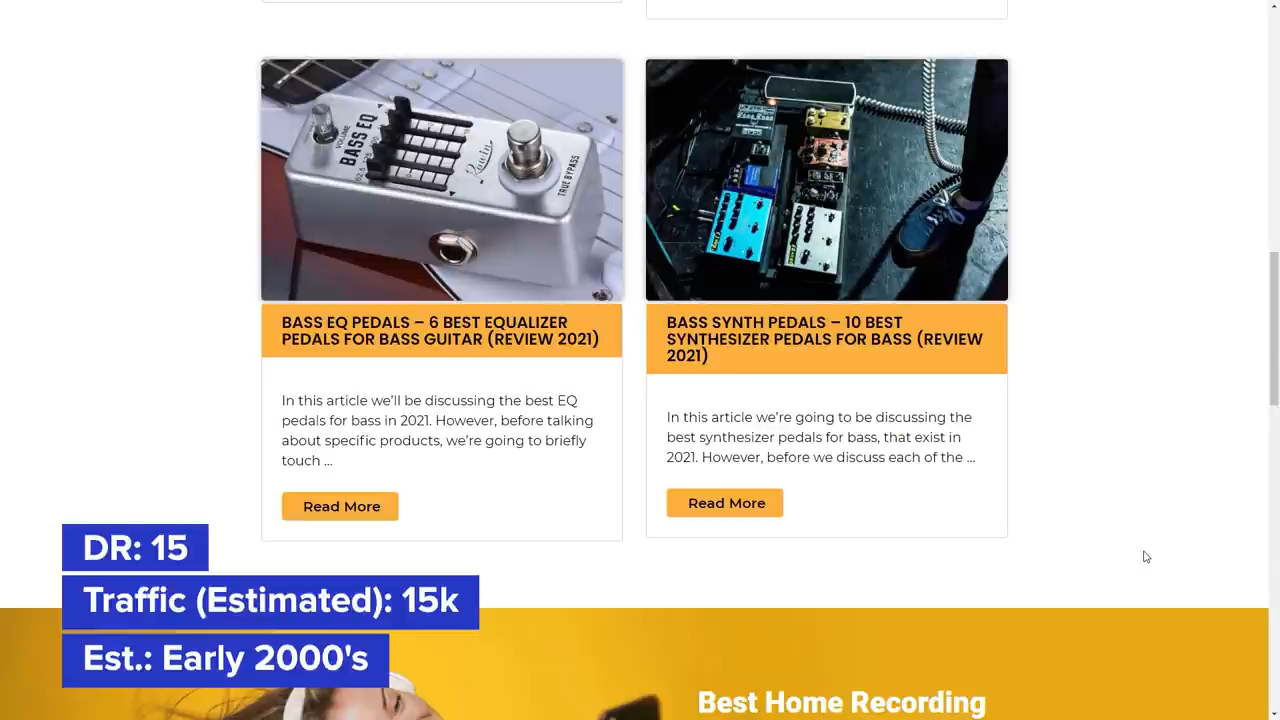 VOLUME
BASS EQ
62.5
Rowin
TRUE BYPASS
BASS EQ PEDALS – 6 BEST EQUALIZER
PEDALS FOR BASS GUITAR (REVIEW 2021)
In this article we’ll be discussing the best EQ
pedals for bass in 2021. However, before talking
about specific products, we’re going to briefly
touch ...
Read More
BASS SYNTH PEDALS – 10 BEST
SYNTHESIZER PEDALS FOR BASS (REVIEW
2021)
In this article we’re going to be discussing the
best synthesizer pedals for bass, that exist in
2021. However, before we discuss each of the ...
Read More
DR: 15
Traffic (Estimated): 15k
Est.: Early 2000's
Best Home Recording